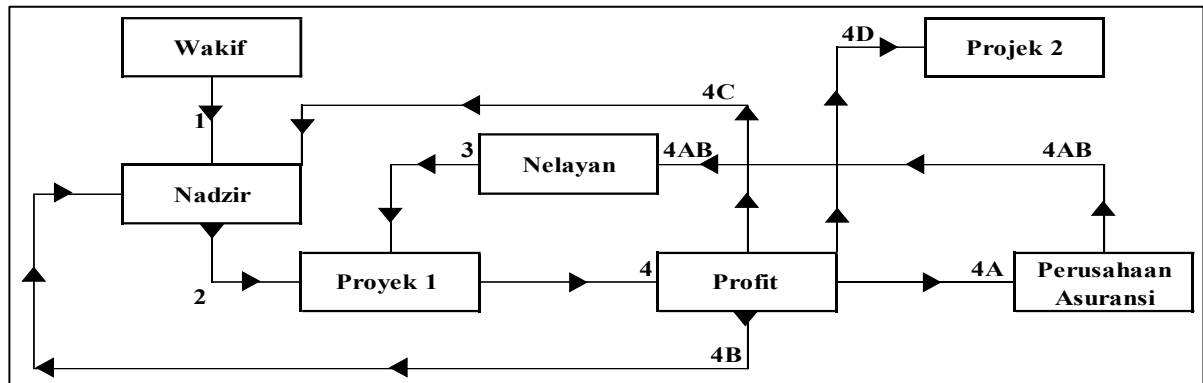 Wakif
4D
Projek 2
4C
1
3
Nelayan
4AB
4AB
Nadzir
2
Proyek 1
4
Profit
4A
Perusahaan
Asuransi
4B